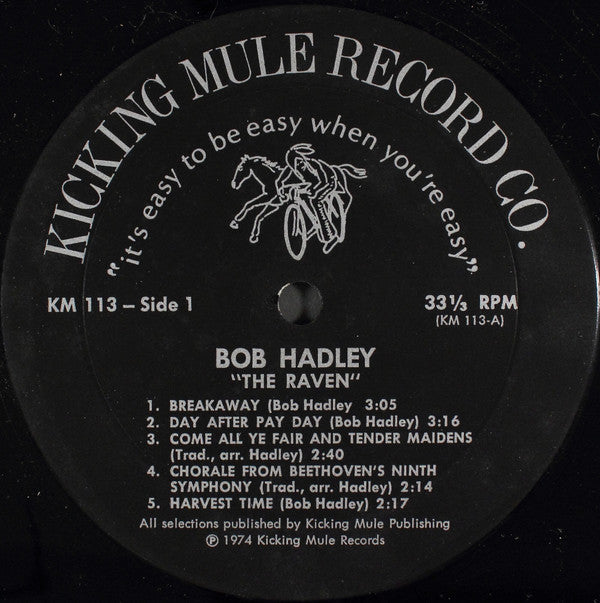 KICKING MULE RECORD CO.
"it's easy to be easy when you're easy"
KM 113 – Side 1
33⅓ RPM
(KM 113-A)
BOB HADLEY
"THE RAVEN"
1. BREAKAWAY (Bob Hadley 3:05
2. DAY AFTER PAY DAY (Bob Hadley) 3:16
3. COME ALL YE FAIR AND TENDER MAIDENS
(Trad., arr. Hadley) 2:40
4. CHORALE FROM BEETHOVEN'S NINTH
SYMPHONY (Trad., arr. Hadley) 2:14
5. HARVEST TIME (Bob Hadley) 2:17
All selections published by Kicking Mule Publishing
Ⓟ 1974 Kicking Mule Records